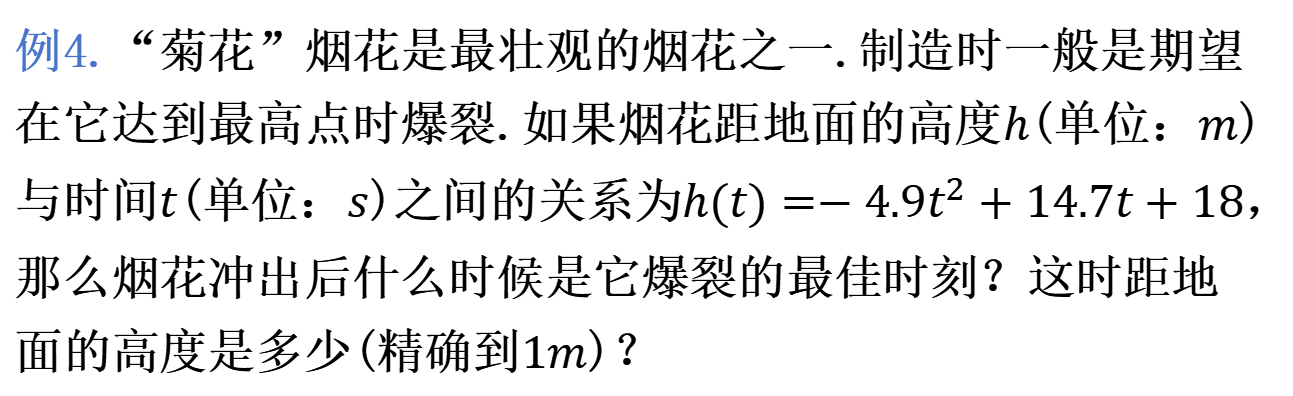 例4. “菊花”烟花是最壮观的烟花之一. 制造时一般是期望
在它达到最高点时爆裂. 如果烟花距地面的高度h(单位：m)
与时间t(单位：s)之间的关系为h(t) =− 4.9t² + 14.7t + 18，
那么烟花冲出后什么时候是它爆裂的最佳时刻？这时距地
面的高度是多少(精确到1m)？